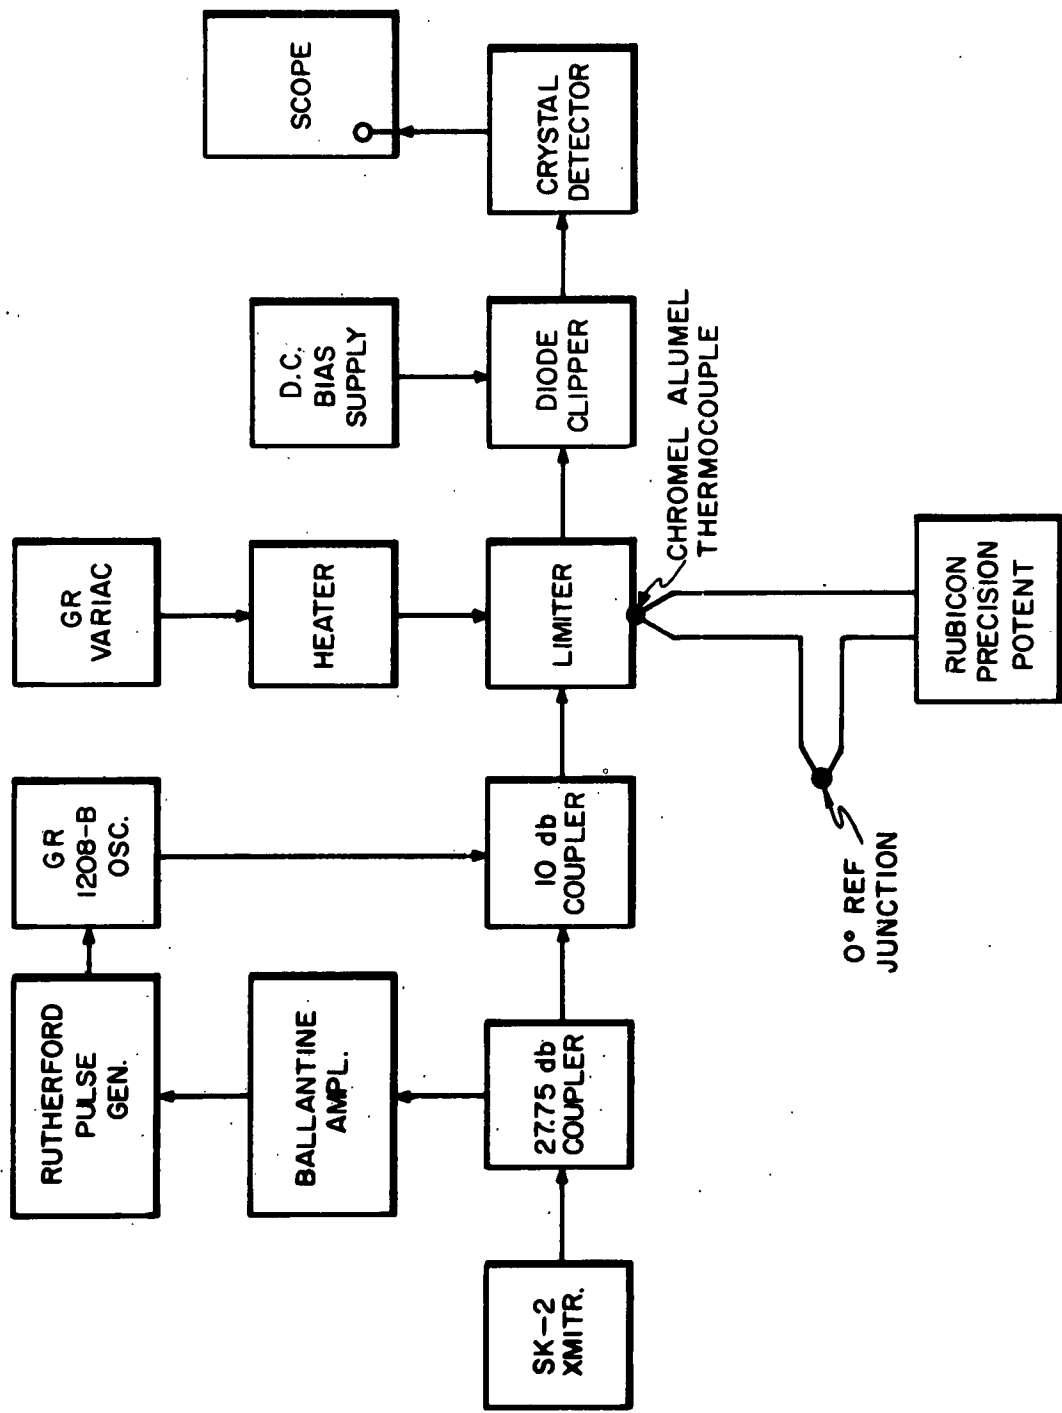 RUTHERFORD
PULSE
GEN.
GR
1208-B
OSC.
GR
VARIAC
SCOPE
BALLANTINE
AMPL.
HEATER
D.C.
BIAS
SUPPLY
SK-2
XMITR.
27.75 db
COUPLER
10 db
COUPLER
LIMITER
DIODE
CLIPPER
CRYSTAL
DETECTOR
CHROMEL ALUMEL
THERMOCOUPLE
0° REF
JUNCTION
RUBICON
PRECISION
POTENT